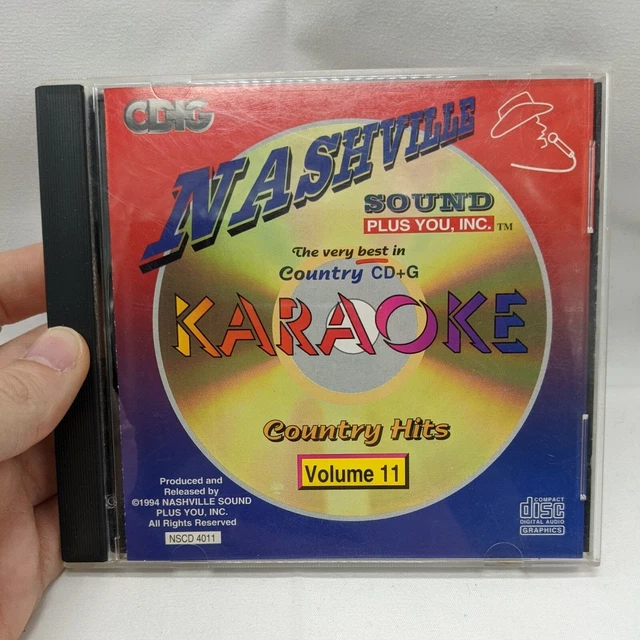 CD+G
NASHVILLE
SOUND
PLUS YOU, INC. TM
The very best in
Country CD+G
KARAOKE
Country Hits
Volume 11
Produced and
Released by
©1994 NASHVILLE SOUND
PLUS YOU, INC.
All Rights Reserved
NSCD 4011
COMPACT
disc
DIGITAL AUDIO
GRAPHICS